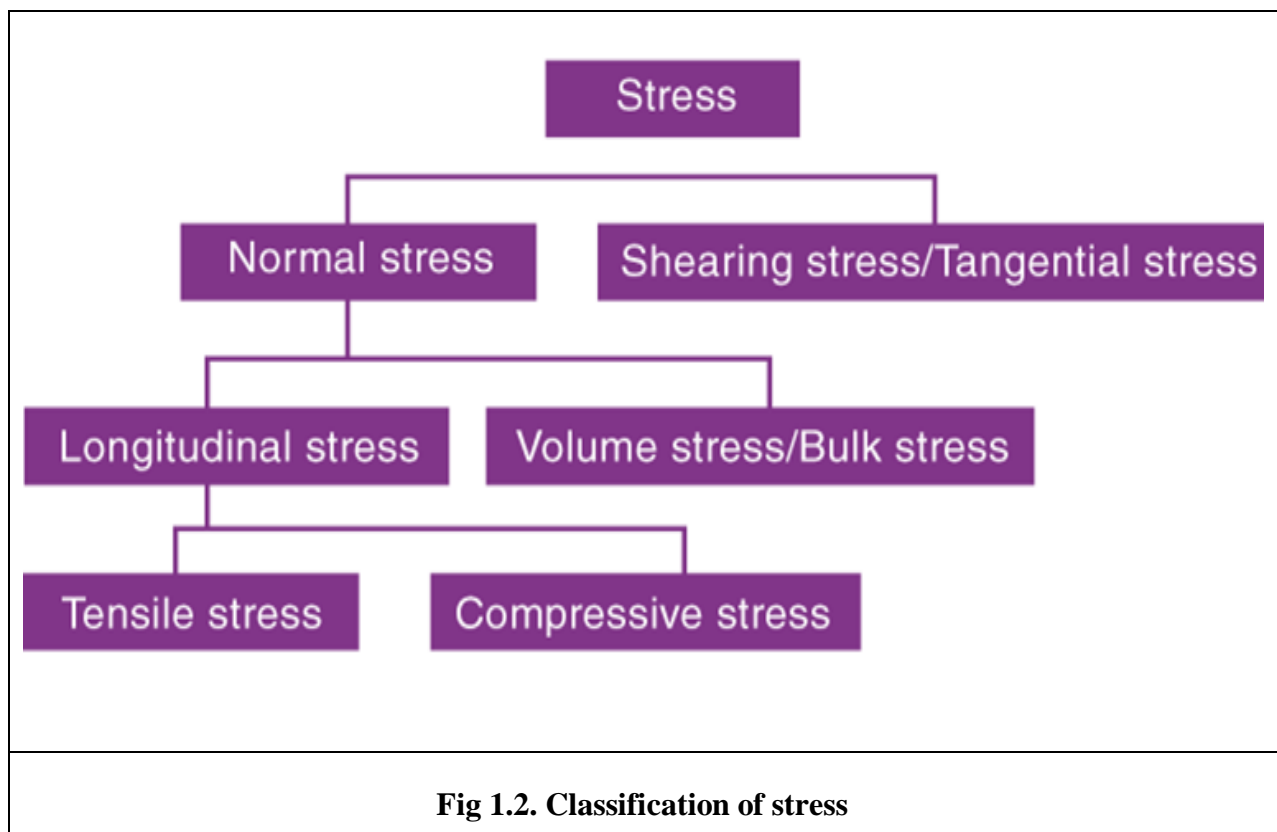 Stress
Normal stress
Shearing stress/Tangential stress
Longitudinal stress
Volume stress/Bulk stress
Tensile stress
Compressive stress
Fig 1.2. Classification of stress